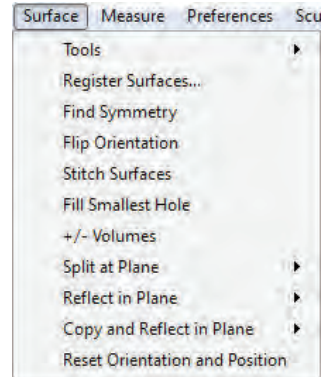 Surface Measure Preferences Scu
Tools
Register Surfaces...
Find Symmetry
Flip Orientation
Stitch Surfaces
Fill Smallest Hole
+/- Volumes
Split at Plane
Reflect in Plane
Copy and Reflect in Plane
Reset Orientation and Position